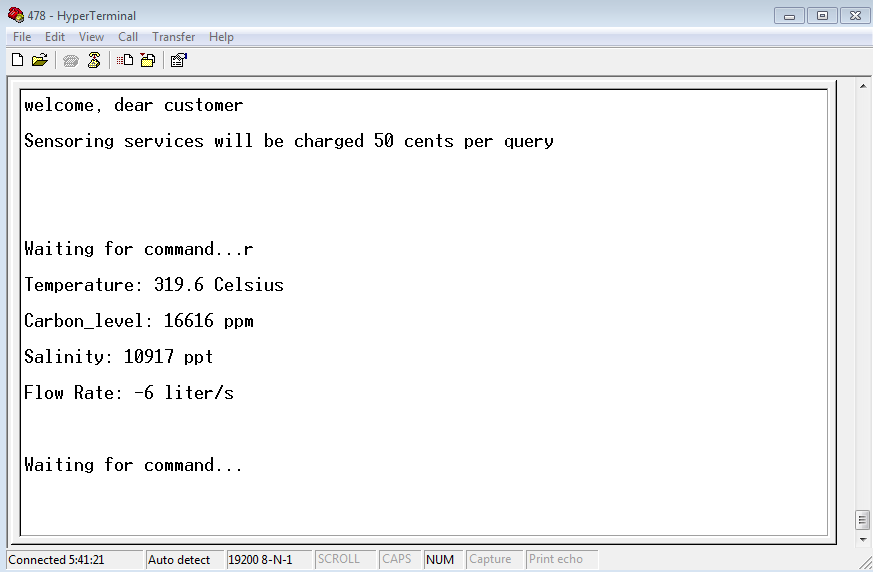 478 - HyperTerminal
File Edit View Call Transfer Help
welcome, dear customer
Sensoring services will be charged 50 cents per query
Waiting for command...r
Temperature: 319.6 Celsius
Carbon_level: 16616 ppm
Salinity: 10917 ppt
Flow Rate: -6 liter/s
Waiting for command...
Connected 5:41:21 Auto detect 19200 8-N-1 SCROLL CAPS NUM Capture Print echo